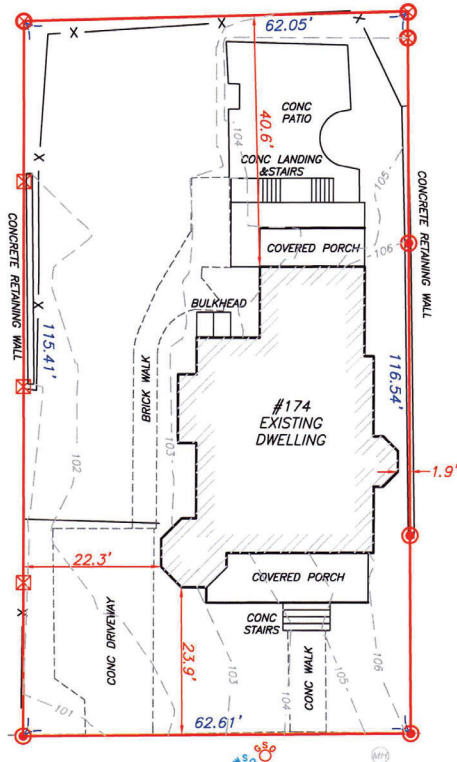 62.05'
104
40.6'
CONC
PATIO
CONC LANDING
&STAIRS
105
106
COVERED PORCH
CONCRETE RETAINING WALL
CONCRETE RETAINING WALL
115.41'
116.54'
BULKHEAD
BRICK WALK
#174
EXISTING
DWELLING
102
103
1.9'
22.3'
COVERED PORCH
CONC DRIVEWAY
23.9'
CONC
STAIRS
CONC WALK
101
103
104
105
106
62.61'
S
MH